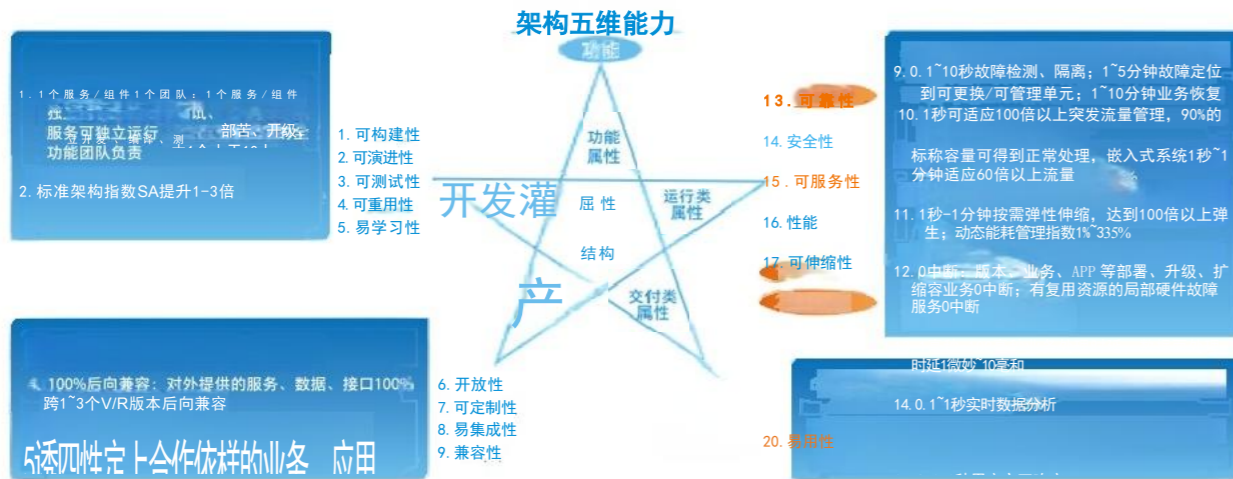 架构五维能力
功能
1.1个服务/组件1个团队:1个服务/组件
服务可独立运行 部苦、开级
功能团队负责
2.标准架构指数SA提升1-3倍
1.可构建性
2.可演进性
3.可测试性
4.可重用性
5.易学习性
开发灌
产
功能
属性
屈性
结构
运行类
属性
交付类
属性
13.可靠性
14.安全性
15.可服务性
16.性能
17.可伸缩性
9.0.1~10秒故障检测、隔离;1~5分钟故障定位
到可更换/可管理单元;1~10分钟业务恢复
10.1秒可适应100倍以上突发流量管理,90%的
标称容量可得到正常处理,嵌入式系统1秒~1
分钟适应60倍以上流量
11.1秒-1分钟按需弹性伸缩,达到100倍以上弹
生;动态能耗管理指数1%~335%
12.0中断:版本、业务、APP 等部署、升级、扩
缩容业务0中断;有复用资源的局部硬件故障
服务0中断
100%后向兼容:对外提供的服务、数据、接口100%
跨1~3个V/R版本后向兼容
6.开放性
7.可定制性
8.易集成性
9.兼容性
时延1微妙~10毫和
14.0.1~1秒实时数据分析
20.易用性